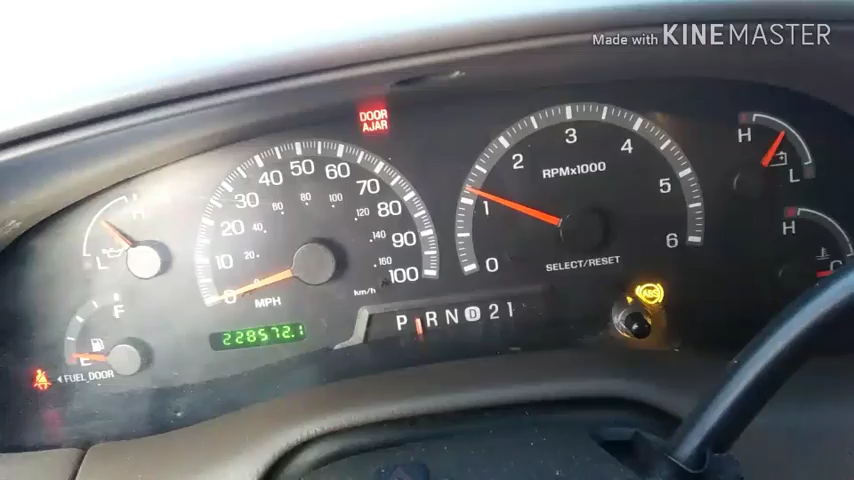 Made with KINEMASTER
DOOR
AJAR
H
L
F
E
FUEL DOOR
0 10 20 30 40 50 60 70 80 90 100
20 40 60 80 100 120 140 160
MPH
km/h
228572.1
P R N D 2 1
0 1 2 3 4 5 6
RPMx1000
SELECT/RESET
ABS
H
L
H
C